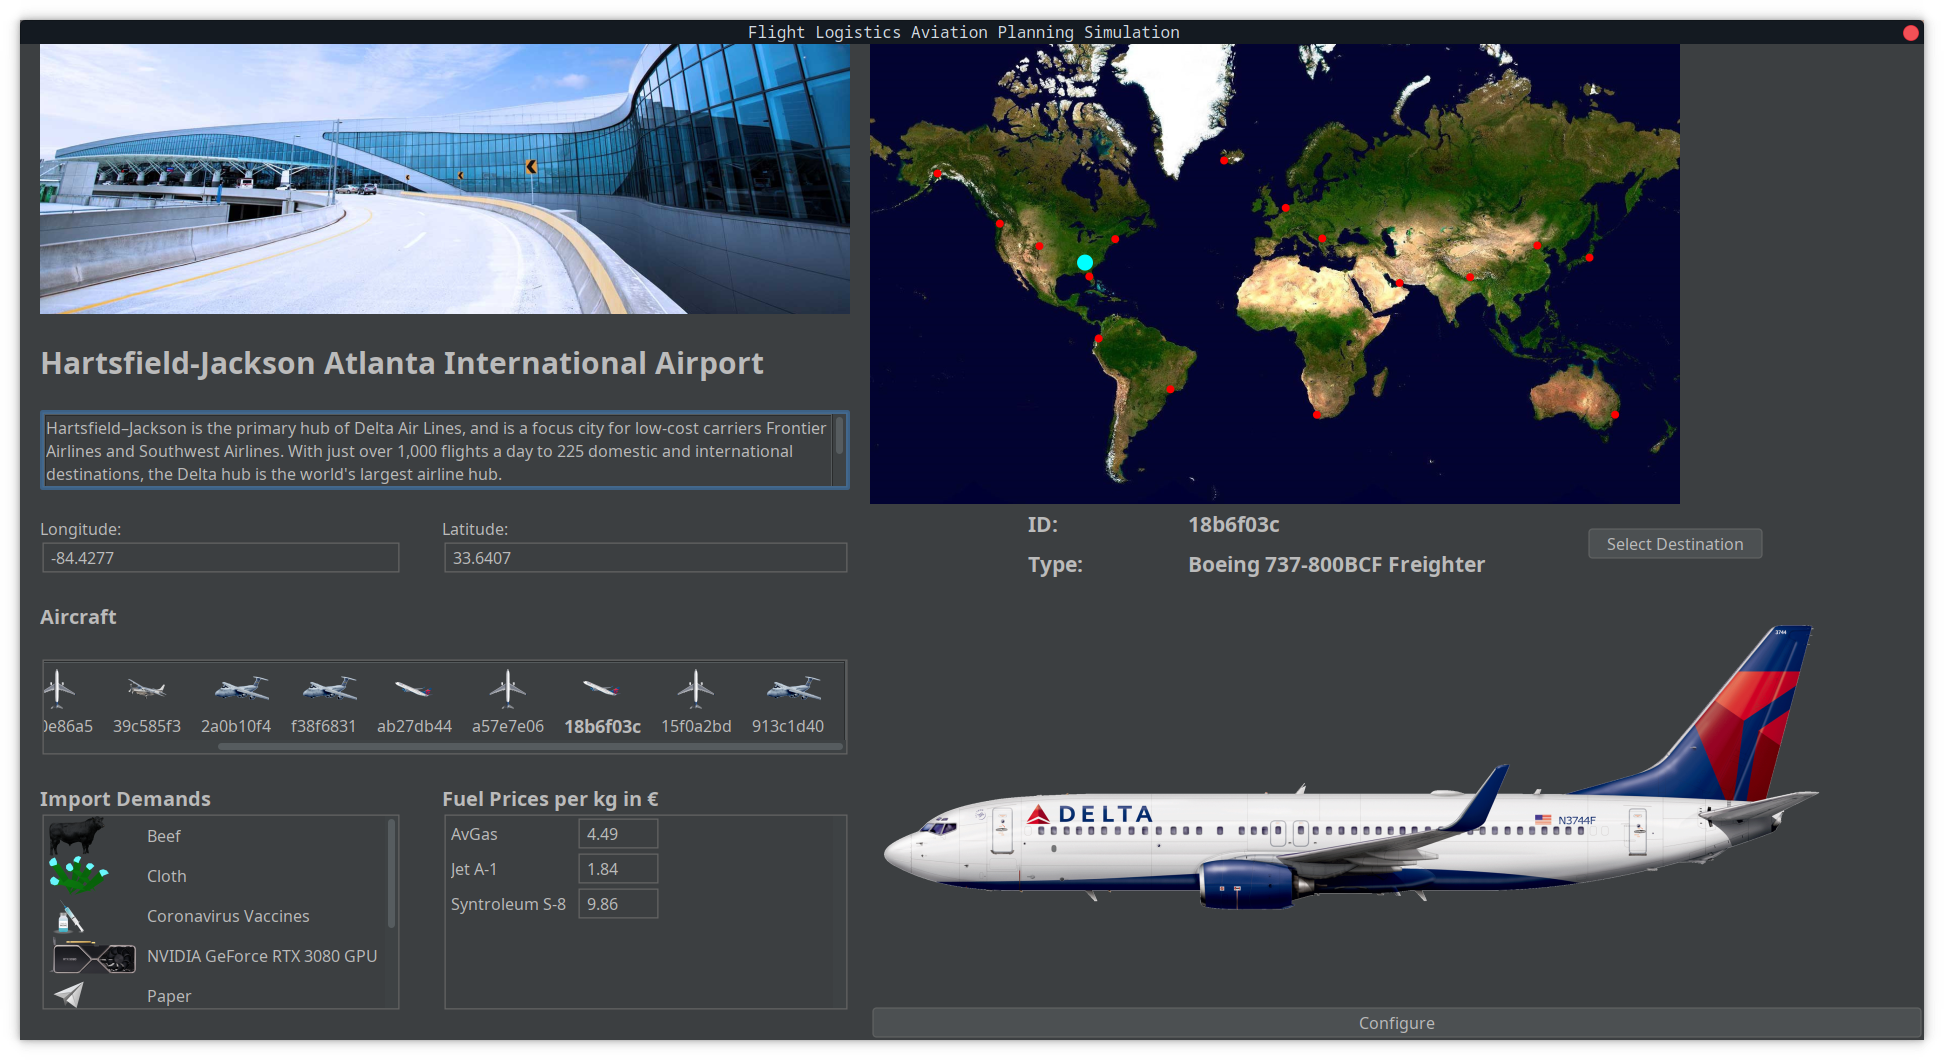 Flight Logistics Aviation Planning Simulation
Hartsfield-Jackson Atlanta International Airport
Hartsfield–Jackson is the primary hub of Delta Air Lines, and is a focus city for low-cost carriers Frontier
Airlines and Southwest Airlines. With just over 1,000 flights a day to 225 domestic and international
destinations, the Delta hub is the world's largest airline hub.
Longitude:
Latitude:
-84.4277
33.6407
Aircraft
0e86a5 39c585f3 2a0b10f4 f38f6831 ab27db44 a57e7e06 18b6f03c 15f0a2bd 913c1d40
Import Demands
Beef
Cloth
Coronavirus Vaccines
NVIDIA GeForce RTX 3080 GPU
Paper
Fuel Prices per kg in €
AvGas 4.49
Jet A-1 1.84
Syntroleum S-8 9.86
ID: 18b6f03c
Type: Boeing 737-800BCF Freighter
Select Destination
3744
DELTA
N3744F
Configure